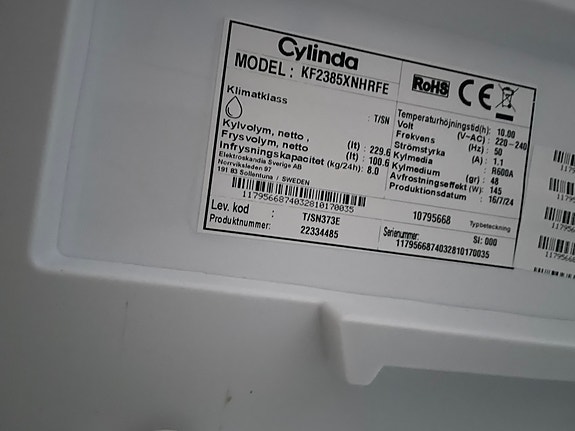 Cylinda
MODEL : KF2385XNHRFE
RoHS CE
Klimatklass : T/SN
Kylvolym, netto , (lt) : 229.6
Frysvolym, netto (lt) : 100.6
Infrysningskapacitet (kg/24h) : 8.0
Elektroskandia Sverige AB
Norrviksleden 97
191 83 Sollentuna / SWEDEN
Temperaturhöjningstid(h): 10.00
Volt (V~AC) : 220-240
Frekvens (Hz) : 50
Strömstyrka (A) : 1.1
Kylmedia : R600A
Kylmedium (gr) : 48
Avfrostningseffekt (W) : 145
Produktionsdatum : 16/7/24
1179566874032810170035
10795668 Typbeteckning
Lev. kod : T/SN373E
Produktnummer: 22334485
Serienummer: SI: 000
1179566874032810170035